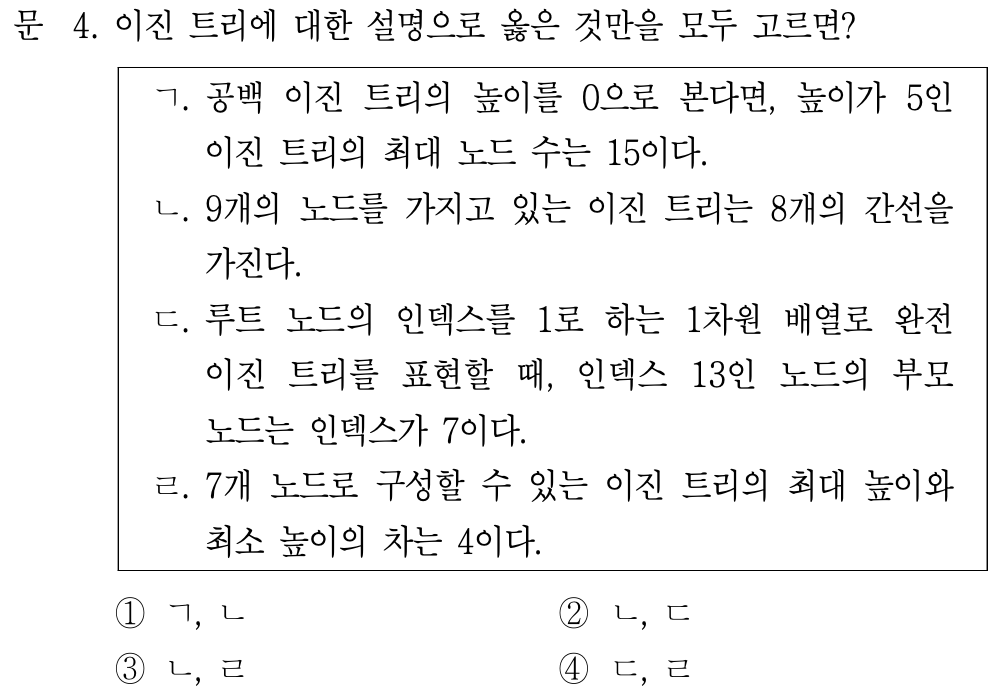 문 4. 이진 트리에 대한 설명으로 옳은 것만을 모두 고르면?
ㄱ. 공백 이진 트리의 높이를 0으로 본다면, 높이가 5인
이진 트리의 최대 노드 수는 15이다.
ㄴ. 9개의 노드를 가지고 있는 이진 트리는 8개의 간선을
가진다.
ㄷ. 루트 노드의 인덱스를 1로 하는 1차원 배열로 완전
이진 트리를 표현할 때, 인덱스 13인 노드의 부모
노드는 인덱스가 7이다.
ㄹ. 7개 노드로 구성할 수 있는 이진 트리의 최대 높이와
최소 높이의 차는 4이다.
① ㄱ, ㄴ ② ㄴ, ㄷ
③ ㄴ, ㄹ ④ ㄷ, ㄹ